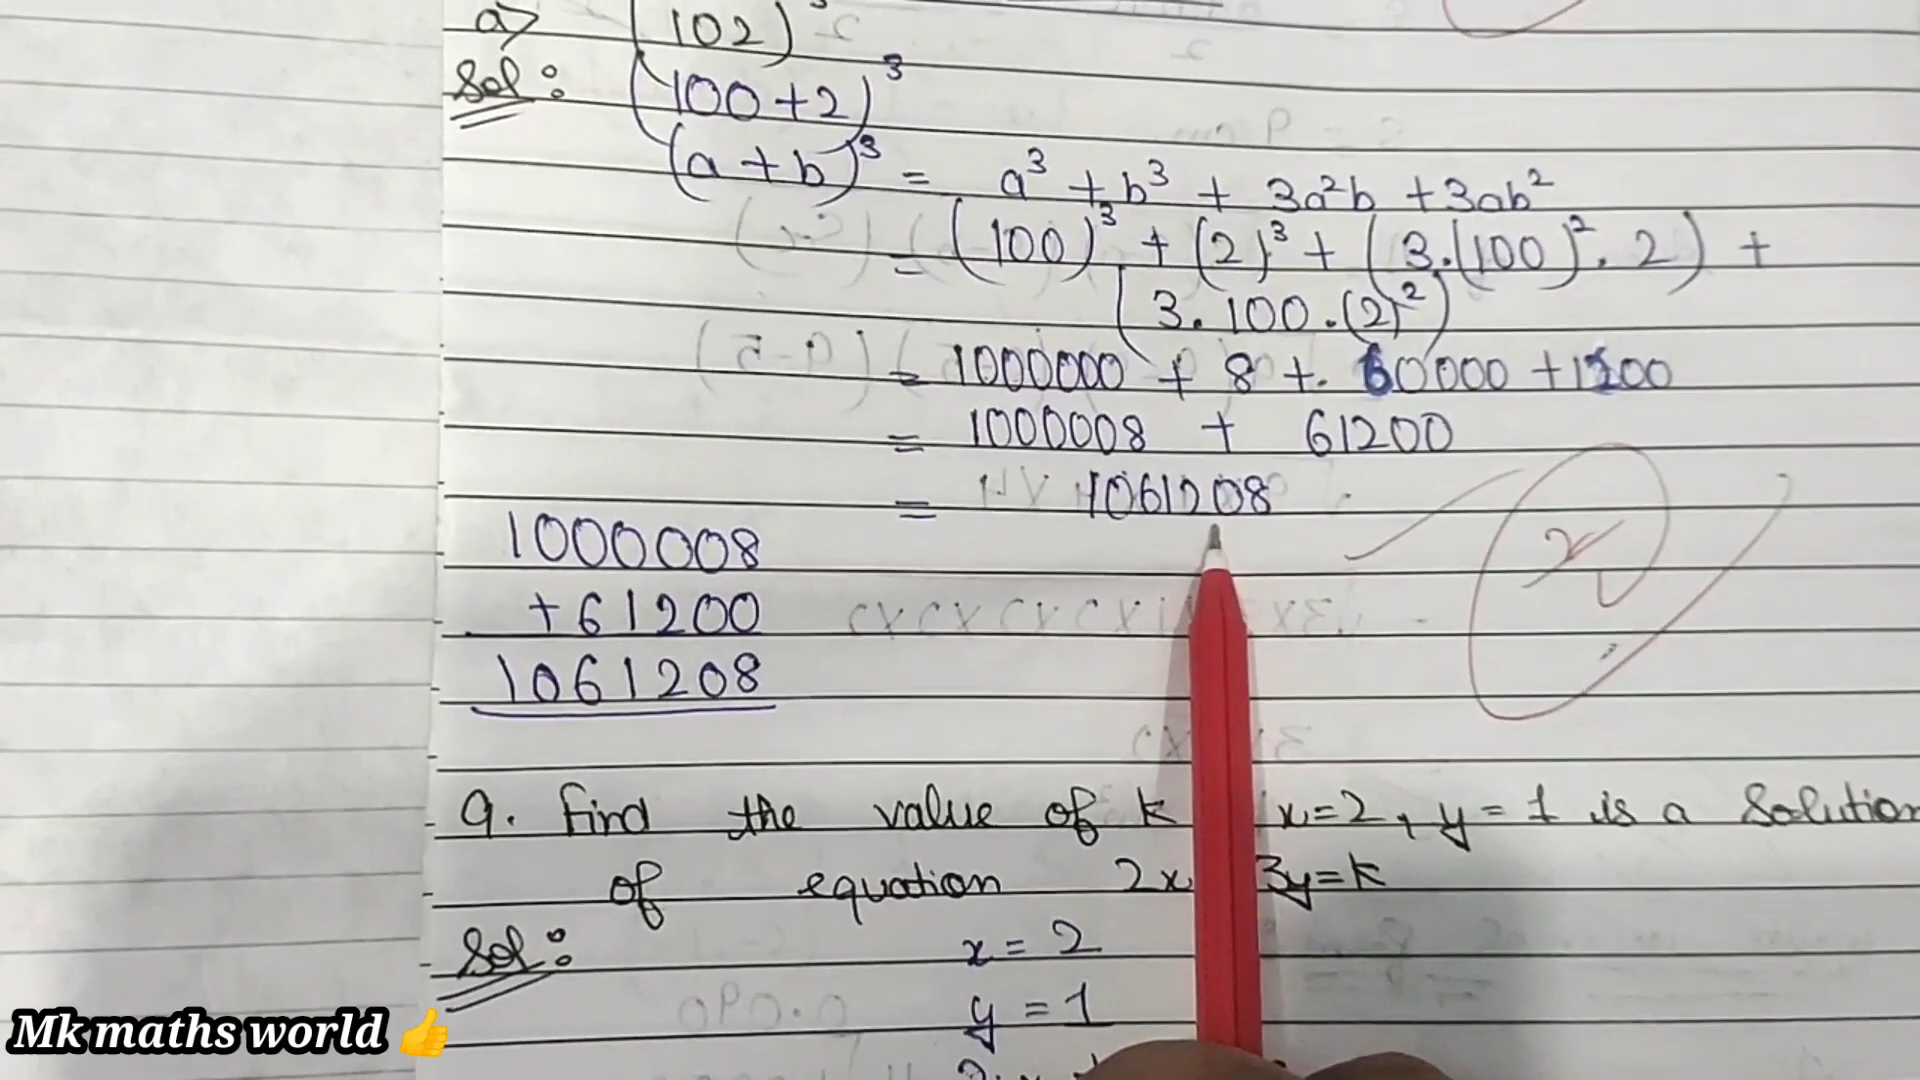 a> (102)³
Sol: (100+2)³
(a+b)³ = a³ + b³ + 3a²b + 3ab²
= (100)³ + (2)³ + (3.(100)². 2) +
(3.100.(2)²)
= 1000000 + 8 + 60000 + 1200
= 1000008 + 61200
= 1061208
1000008
+61200
1061208
9. Find the value of k x=2, y=1 is a Solution
of equation 2x 3y=k
Sol: x = 2
y = 1
Mk maths world 👍